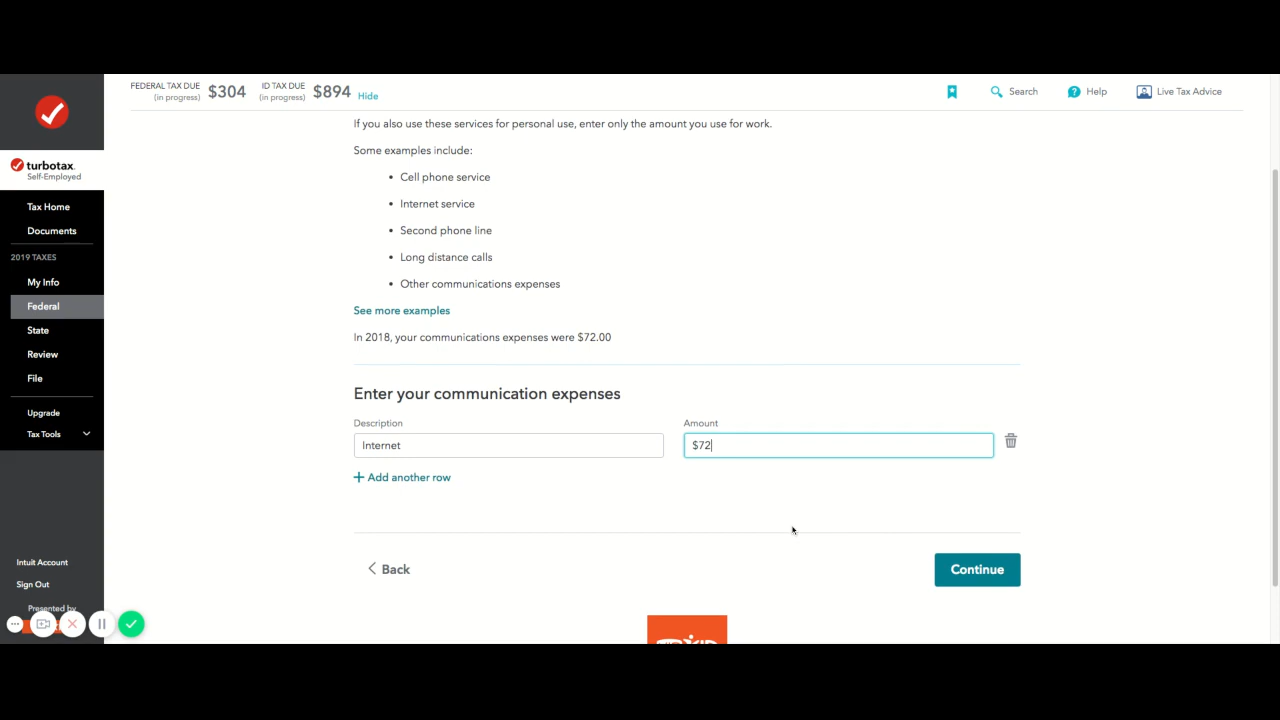 FEDERAL TAX DUE
(in progress)
$304
ID TAX DUE
(in progress)
$894
Hide
Search
Help
Live Tax Advice
turbotax
Self-Employed
Tax Home
Documents
2019 TAXES
My Info
Federal
State
Review
File
Upgrade
Tax Tools
Intuit Account
Sign Out
Presented by
If you also use these services for personal use, enter only the amount you use for work.
Some examples include:
• Cell phone service
• Internet service
• Second phone line
• Long distance calls
• Other communications expenses
See more examples
In 2018, your communications expenses were $72.00
Enter your communication expenses
Description
Amount
Internet
$72
+ Add another row
Back
Continue